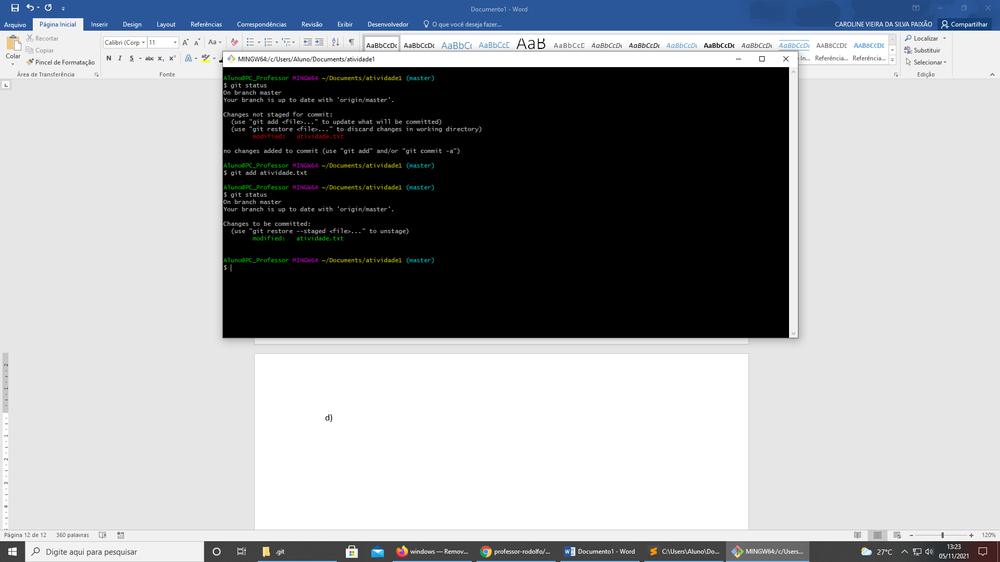 Documento1 - Word
Arquivo Página Inicial Inserir Design Layout Referências Correspondências Revisão Exibir Desenvolvedor O que você deseja fazer... CAROLINE VIEIRA DA SILVA PAIXÃO Compartilhar
Colar
Recortar
Copiar
Pincel de Formatação
Área de Transferência
Calibri (Corp 11
N I S abc x₂ x²
Fonte
AaBbCcDc AaBbCcDc AaBbCc AaBbCcD AaB AaBbCcD AaBbCcDc AaBbCcDc AaBbCcDc AaBbCcDc AaBbCcDc AaBbCcDc AABBCCDE AABBCCDE
In... Referência... Referência...
Localizar
Substituir
Selecionar
Edição
MINGW64:/c/Users/Aluno/Documents/atividade1
Aluno@PC_Professor MINGW64 ~/Documents/atividade1 (master)
$ git status
On branch master
Your branch is up to date with 'origin/master'.
Changes not staged for commit:
(use "git add <file>..." to update what will be committed)
(use "git restore <file>..." to discard changes in working directory)
modified: atividade.txt
no changes added to commit (use "git add" and/or "git commit -a")
Aluno@PC_Professor MINGW64 ~/Documents/atividade1 (master)
$ git add atividade.txt
Aluno@PC_Professor MINGW64 ~/Documents/atividade1 (master)
$ git status
On branch master
Your branch is up to date with 'origin/master'.
Changes to be committed:
(use "git restore --staged <file>..." to unstage)
modified: atividade.txt
Aluno@PC_Professor MINGW64 ~/Documents/atividade1 (master)
$
d)
Página 12 de 12 360 palavras 120%
Digite aqui para pesquisar .git windows — Remov... professor-rodolfo/... Documento1 - Word C:\Users\Aluno\Do... MINGW64:/c/Users... 27°C 13:23
05/11/2021